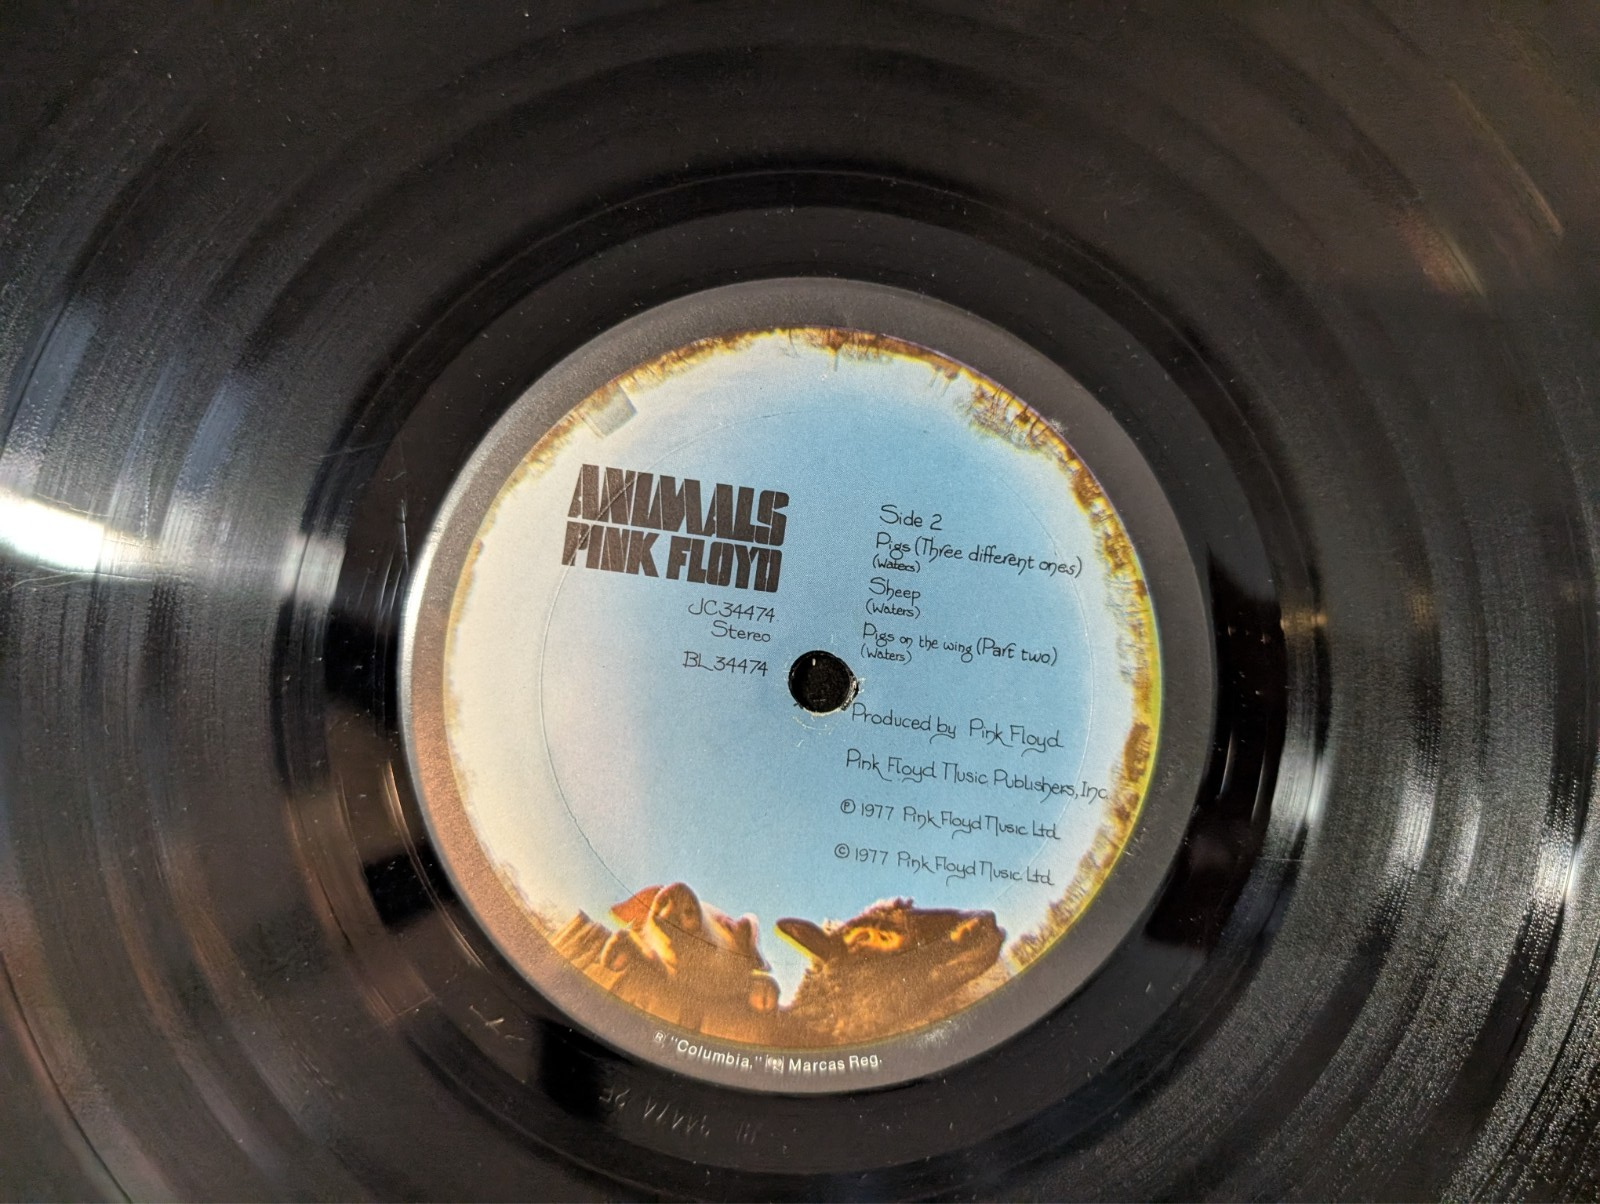 ANIMALS
PINK FLOYD
JC 34474
Stereo
BL 34474
Side 2
Pigs (Three different ones)
(Waters)
Sheep
(Waters)
Pigs on the wing (Part two)
(Waters)
Produced by Pink Floyd
Pink Floyd Music Publishers, Inc.
℗ 1977 Pink Floyd Music Ltd.
© 1977 Pink Floyd Music Ltd.
"Columbia," Marcas Reg.